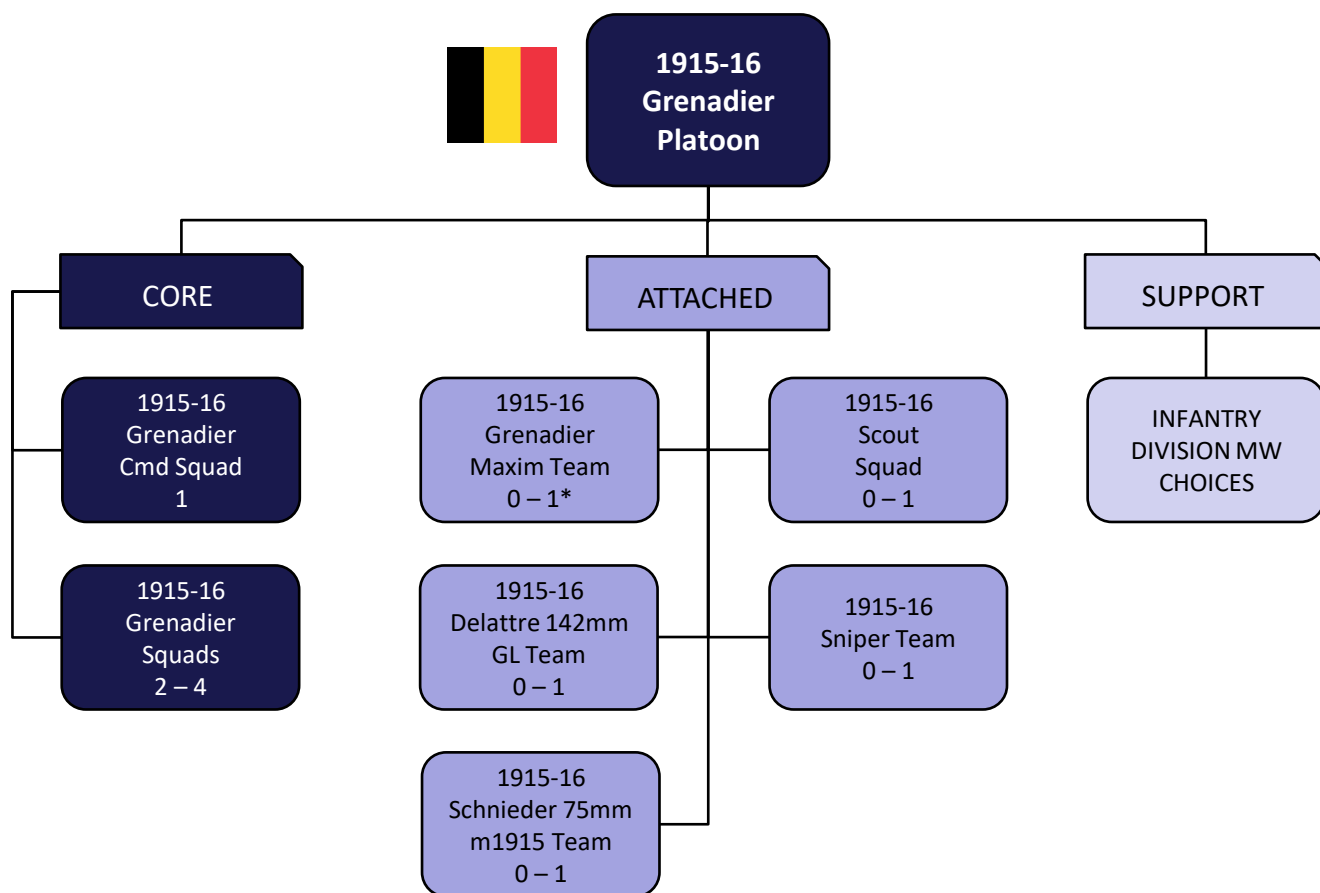 1915-16
Grenadier
Platoon
CORE
ATTACHED
SUPPORT
1915-16
Grenadier
Cmd Squad
1
1915-16
Grenadier
Maxim Team
0 – 1*
1915-16
Scout
Squad
0 – 1
INFANTRY
DIVISION MW
CHOICES
1915-16
Grenadier
Squads
2 – 4
1915-16
Delattre 142mm
GL Team
0 – 1
1915-16
Sniper Team
0 – 1
1915-16
Schnieder 75mm
m1915 Team
0 – 1